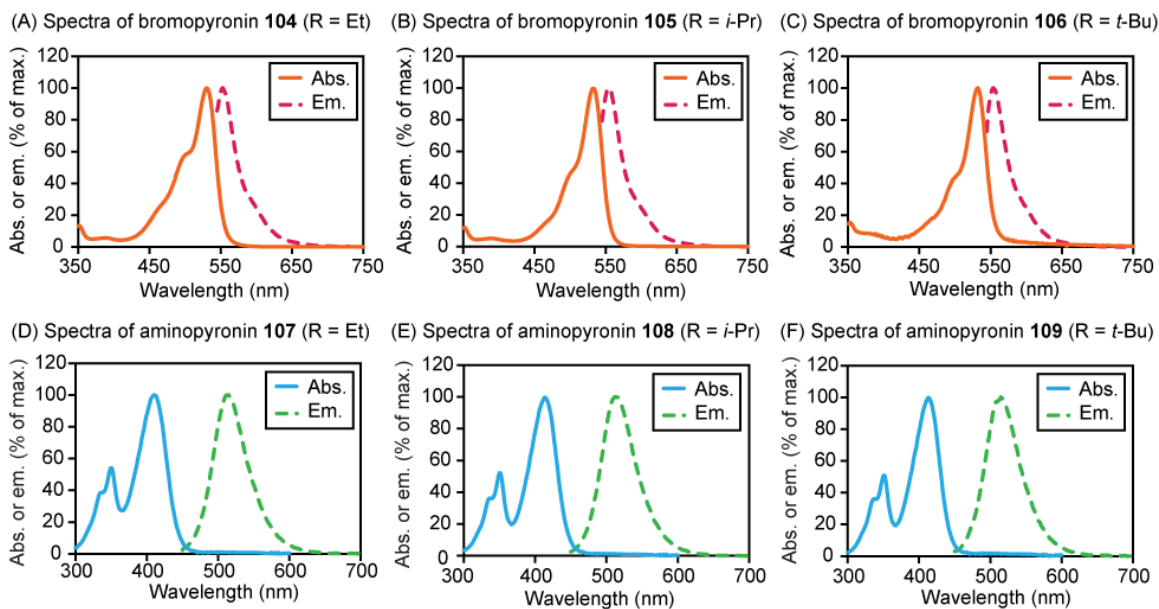 (A) Spectra of bromopyronin 104 (R = Et)
120
100
80
60
40
20
0
350 450 550 650 750
Abs. or em. (% of max.)
Wavelength (nm)
Abs.
Em.
(B) Spectra of bromopyronin 105 (R = i-Pr)
120
100
80
60
40
20
0
350 450 550 650 750
Abs. or em. (% of max.)
Wavelength (nm)
Abs.
Em.
(C) Spectra of bromopyronin 106 (R = t-Bu)
120
100
80
60
40
20
0
350 450 550 650 750
Abs. or em. (% of max.)
Wavelength (nm)
Abs.
Em.
(D) Spectra of aminopyronin 107 (R = Et)
120
100
80
60
40
20
0
300 400 500 600 700
Abs. or em. (% of max.)
Wavelength (nm)
Abs.
Em.
(E) Spectra of aminopyronin 108 (R = i-Pr)
120
100
80
60
40
20
0
300 400 500 600 700
Abs. or em. (% of max.)
Wavelength (nm)
Abs.
Em.
(F) Spectra of aminopyronin 109 (R = t-Bu)
120
100
80
60
40
20
0
300 400 500 600 700
Abs. or em. (% of max.)
Wavelength (nm)
Abs.
Em.